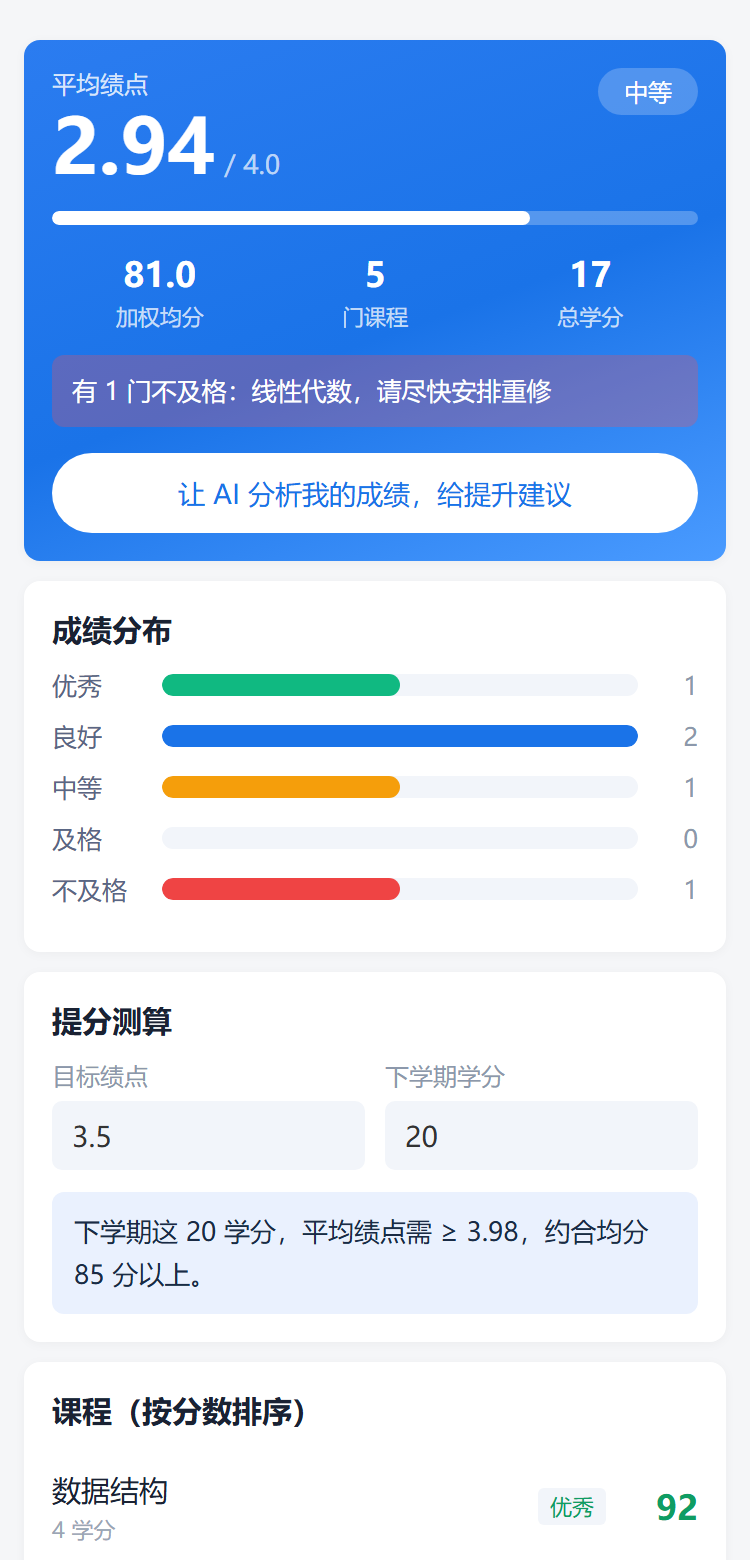 平均绩点
中等
2.94 / 4.0
81.0 5 17
加权均分 门课程 总学分
有 1 门不及格：线性代数，请尽快安排重修
让 AI 分析我的成绩，给提升建议
成绩分布
优秀 1
良好 2
中等 1
及格 0
不及格 1
提分测算
目标绩点 下学期学分
3.5 20
下学期这 20 学分，平均绩点需 ≥ 3.98，约合均分
85 分以上。
课程（按分数排序）
数据结构
4 学分
优秀 92